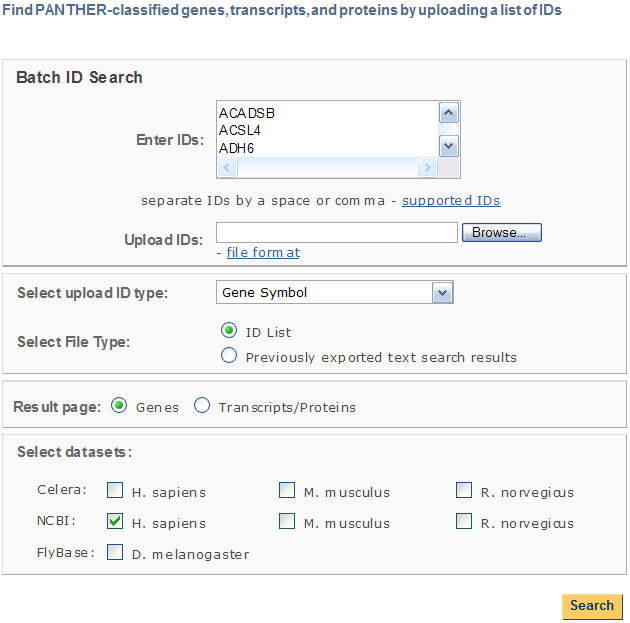 Find PANTHER-classified genes, transcripts, and proteins by uploading a list of IDs
Batch ID Search
Enter IDs:
ACADSB
ACSL4
ADH6
separate IDs by a space or comma - supported IDs
Upload IDs: Browse...
- file format
Select upload ID type: Gene Symbol
Select File Type: ID List
Previously exported text search results
Result page: Genes Transcripts/Proteins
Select datasets:
Celera: H. sapiens M. musculus R. norvegicus
NCBI: H. sapiens M. musculus R. norvegicus
FlyBase: D. melanogaster
Search